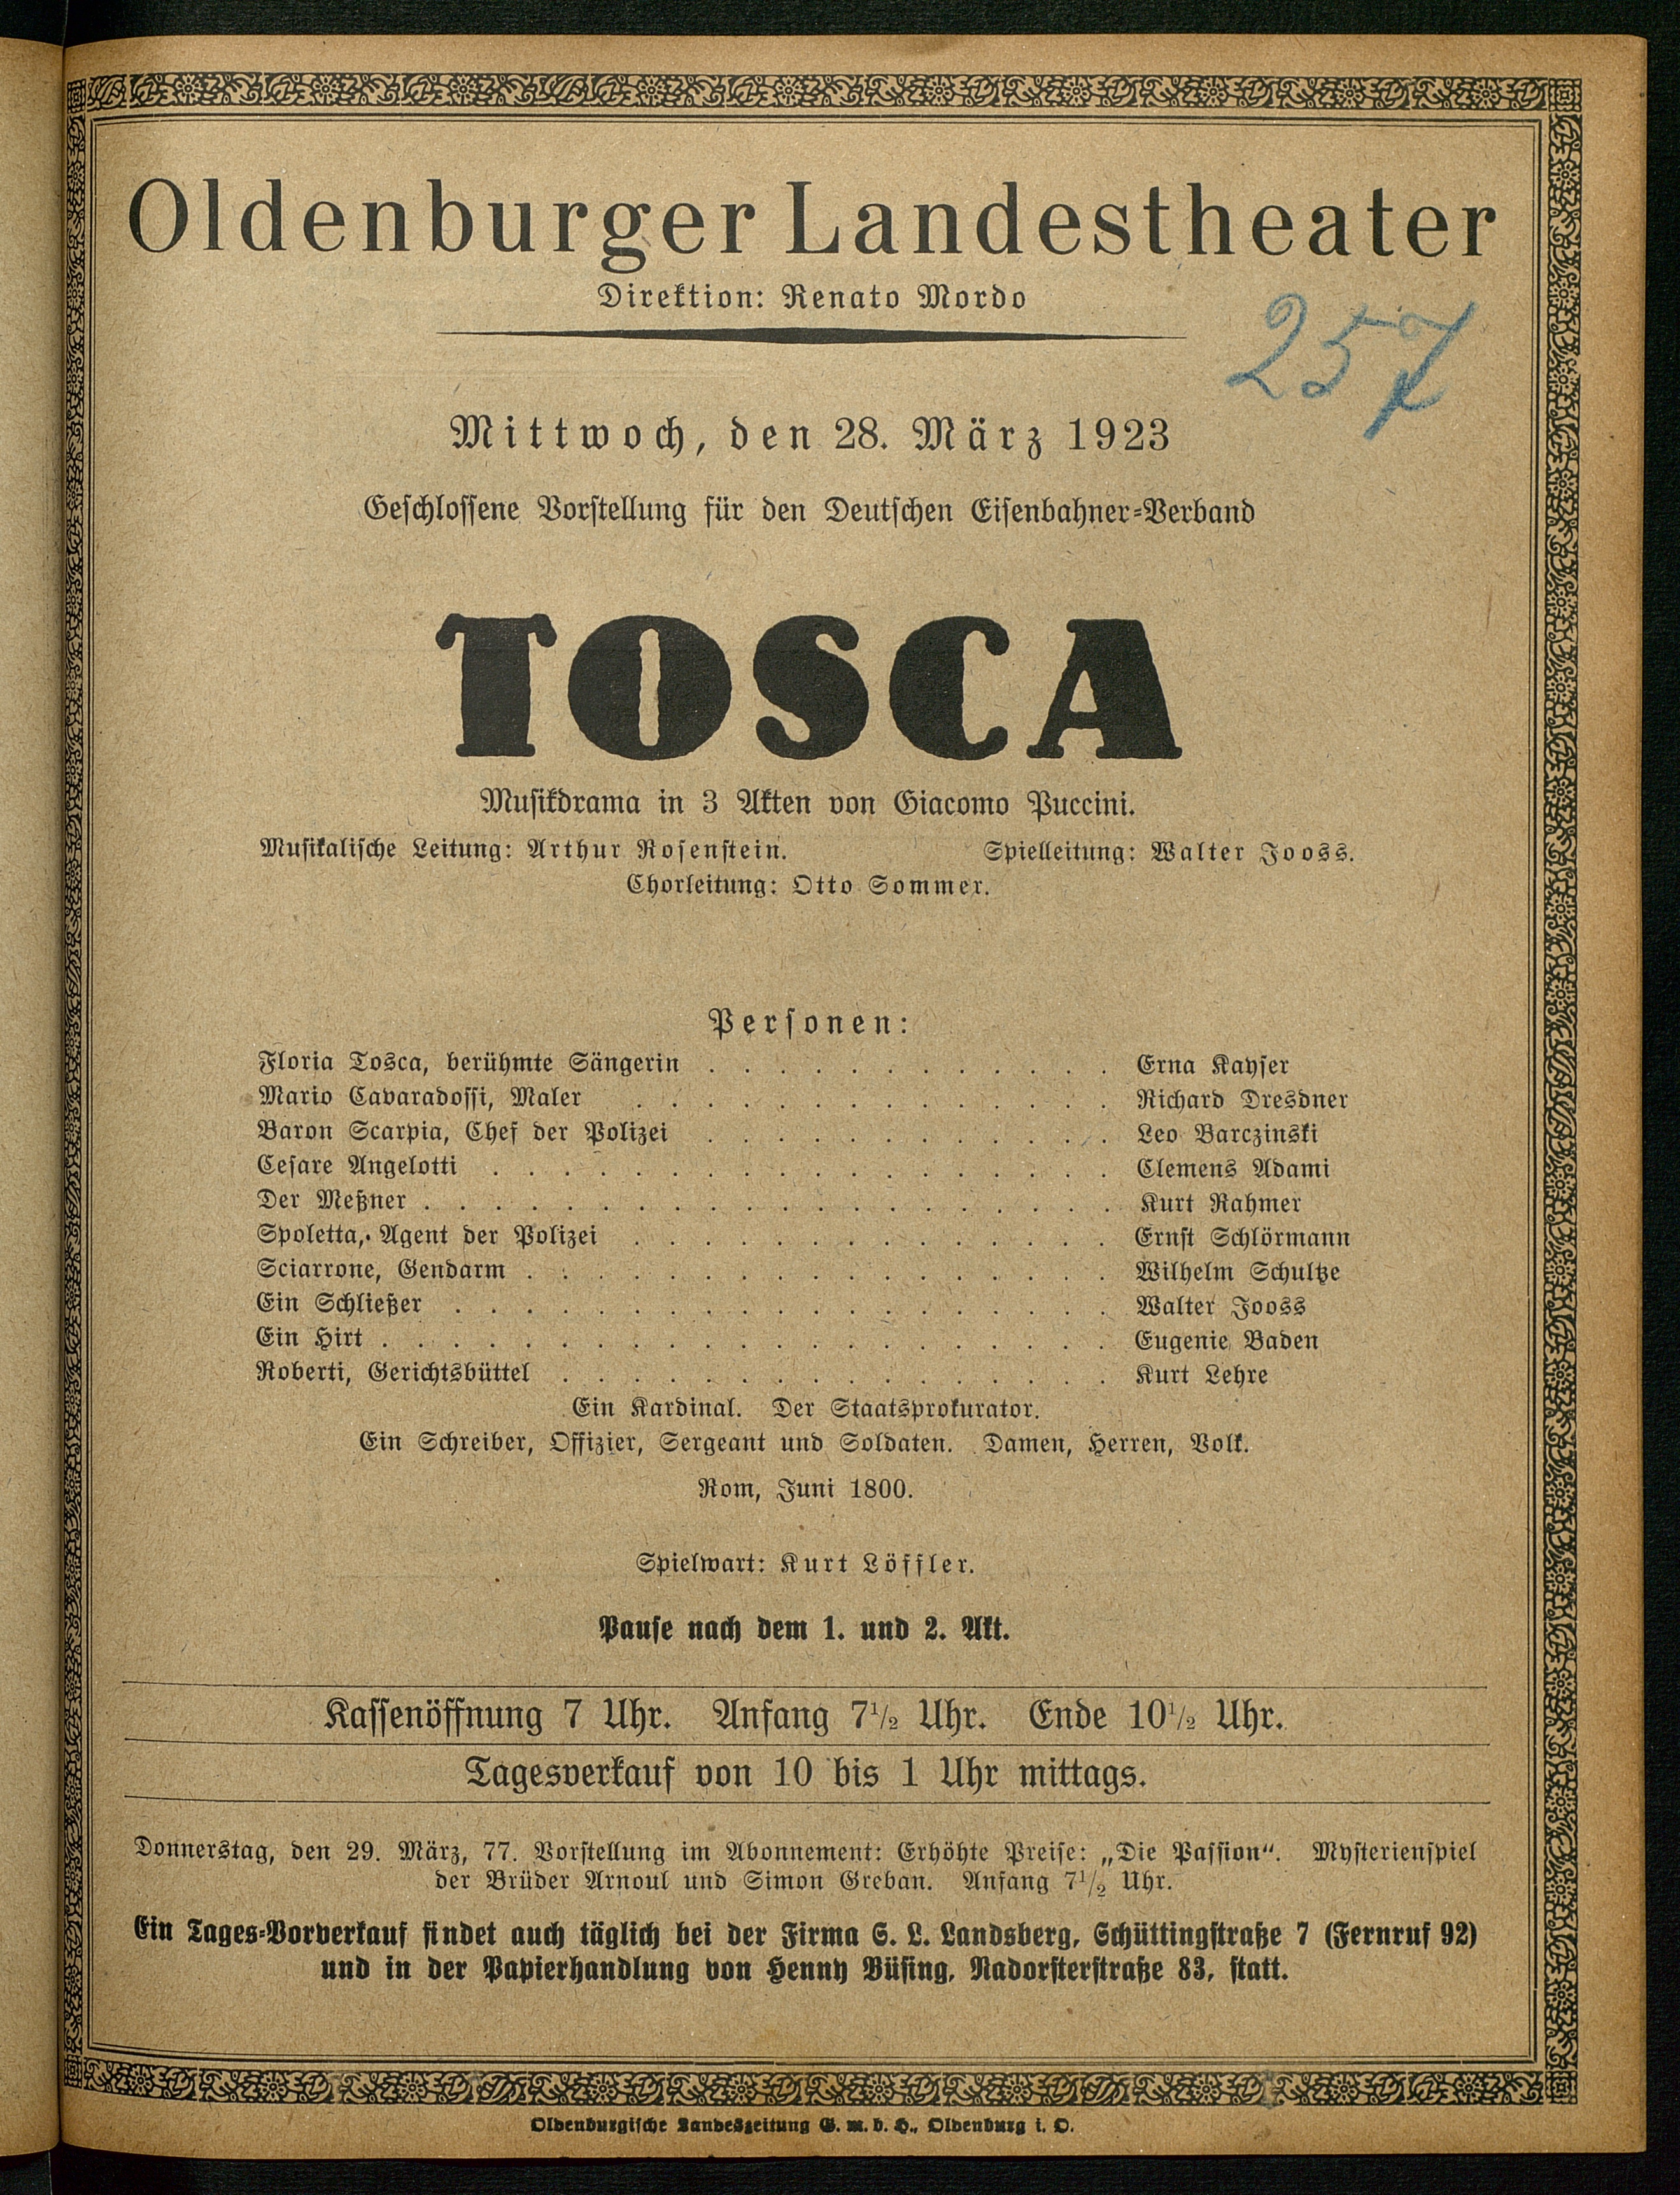 Oldenburger Landestheater
Direktion: Renato Mordo
257
Mittwoch, den 28. März 1923
Geschlossene Vorstellung für den Deutschen Eisenbahner-Verband
TOSCA
Musikdrama in 3 Akten von Giacomo Puccini.
Musikalische Leitung: Arthur Rosenstein. Spielleitung: Walter Jooss.
Chorleitung: Otto Sommer.
Personen:
Floria Tosca, berühmte Sängerin . . . . . . . . . . . . Erna Kayser
Mario Cavaradossi, Maler . . . . . . . . . . . . . . Richard Dresdner
Baron Scarpia, Chef der Polizei . . . . . . . . . . . . Leo Barczinski
Cesare Angelotti . . . . . . . . . . . . . . . . . . Clemens Adami
Der Meßner . . . . . . . . . . . . . . . . . . . . Kurt Rahmer
Spoletta, Agent der Polizei . . . . . . . . . . . . . . Ernst Schlörmann
Sciarrone, Gendarm . . . . . . . . . . . . . . . . . Wilhelm Schultze
Ein Schließer . . . . . . . . . . . . . . . . . . . Walter Jooss
Ein Hirt . . . . . . . . . . . . . . . . . . . . . Eugenie Baden
Roberti, Gerichtsbüttel . . . . . . . . . . . . . . . . Kurt Lehre
Ein Kardinal. Der Staatsprokurator.
Ein Schreiber, Offizier, Sergeant und Soldaten. Damen, Herren, Volk.
Rom, Juni 1800.
Spielwart: Kurt Löffler.
Pause nach dem 1. und 2. Akt.
Kassenöffnung 7 Uhr. Anfang 7½ Uhr. Ende 10½ Uhr.
Tagesverkauf von 10 bis 1 Uhr mittags.
Donnerstag, den 29. März, 77. Vorstellung im Abonnement: Erhöhte Preise: „Die Passion“. Mysterienspiel
der Brüder Arnoul und Simon Greban. Anfang 7½ Uhr.
Ein Tages-Vorverkauf findet auch täglich bei der Firma S. L. Landsberg, Schüttingstraße 7 (Fernruf 92)
und in der Papierhandlung von Henny Büsing, Nadorsterstraße 83, statt.
Oldenburgische Landeszeitung G. m. b. H., Oldenburg i. O.